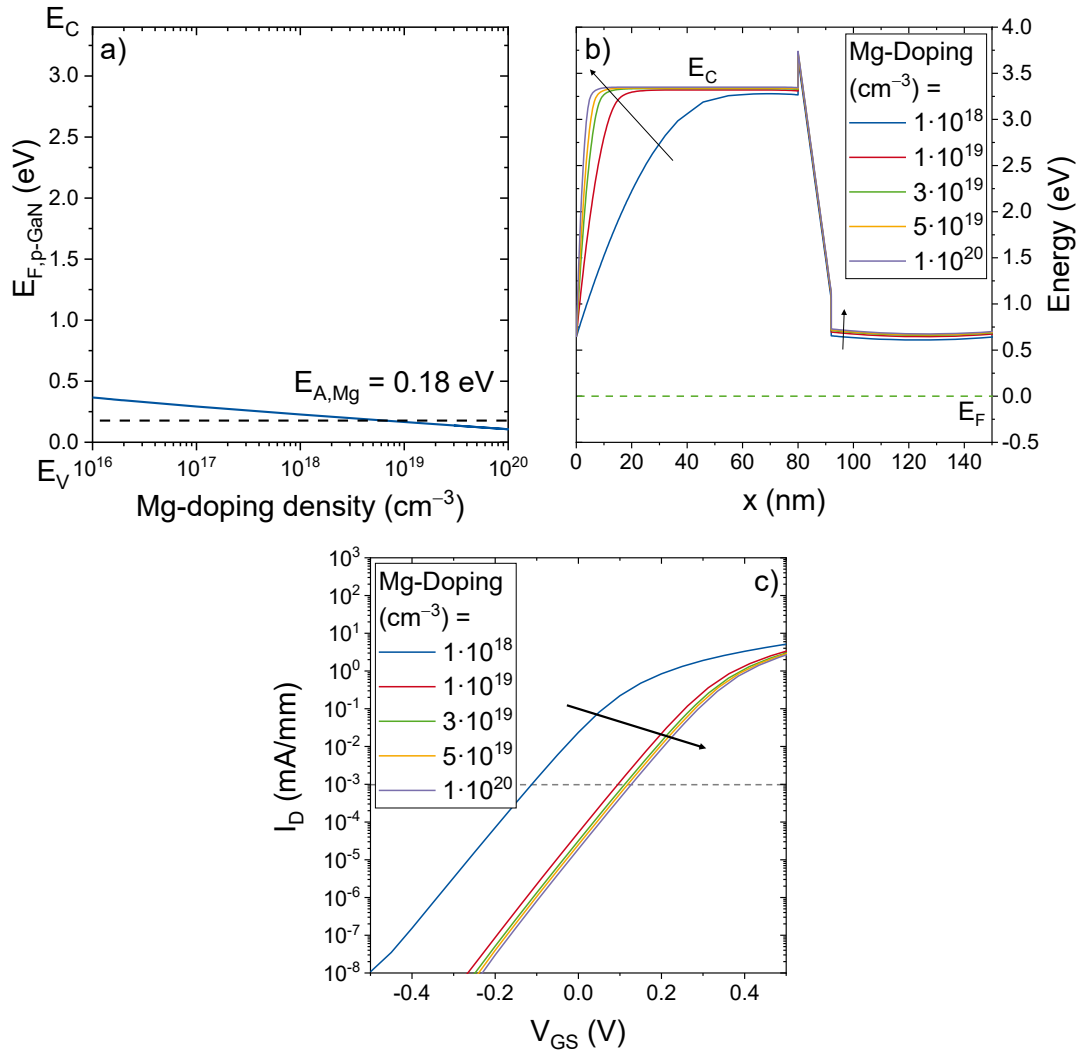 a)
E_C
3.0
2.5
2.0
1.5
1.0
0.5
0.0
E_V
E_F,p-GaN (eV)
E_A,Mg = 0.18 eV
10^16 10^17 10^18 10^19 10^20
Mg-doping density (cm^−3)
b)
E_C
Mg-Doping
(cm^−3) =
1·10^18
1·10^19
3·10^19
5·10^19
1·10^20
E_F
4.0
3.5
3.0
2.5
2.0
1.5
1.0
0.5
0.0
-0.5
Energy (eV)
0 20 40 60 80 100 120 140
x (nm)
c)
Mg-Doping
(cm^−3) =
1·10^18
1·10^19
3·10^19
5·10^19
1·10^20
10^3
10^2
10^1
10^0
10^-1
10^-2
10^-3
10^-4
10^-5
10^-6
10^-7
10^-8
I_D (mA/mm)
-0.4 -0.2 0.0 0.2 0.4
V_GS (V)